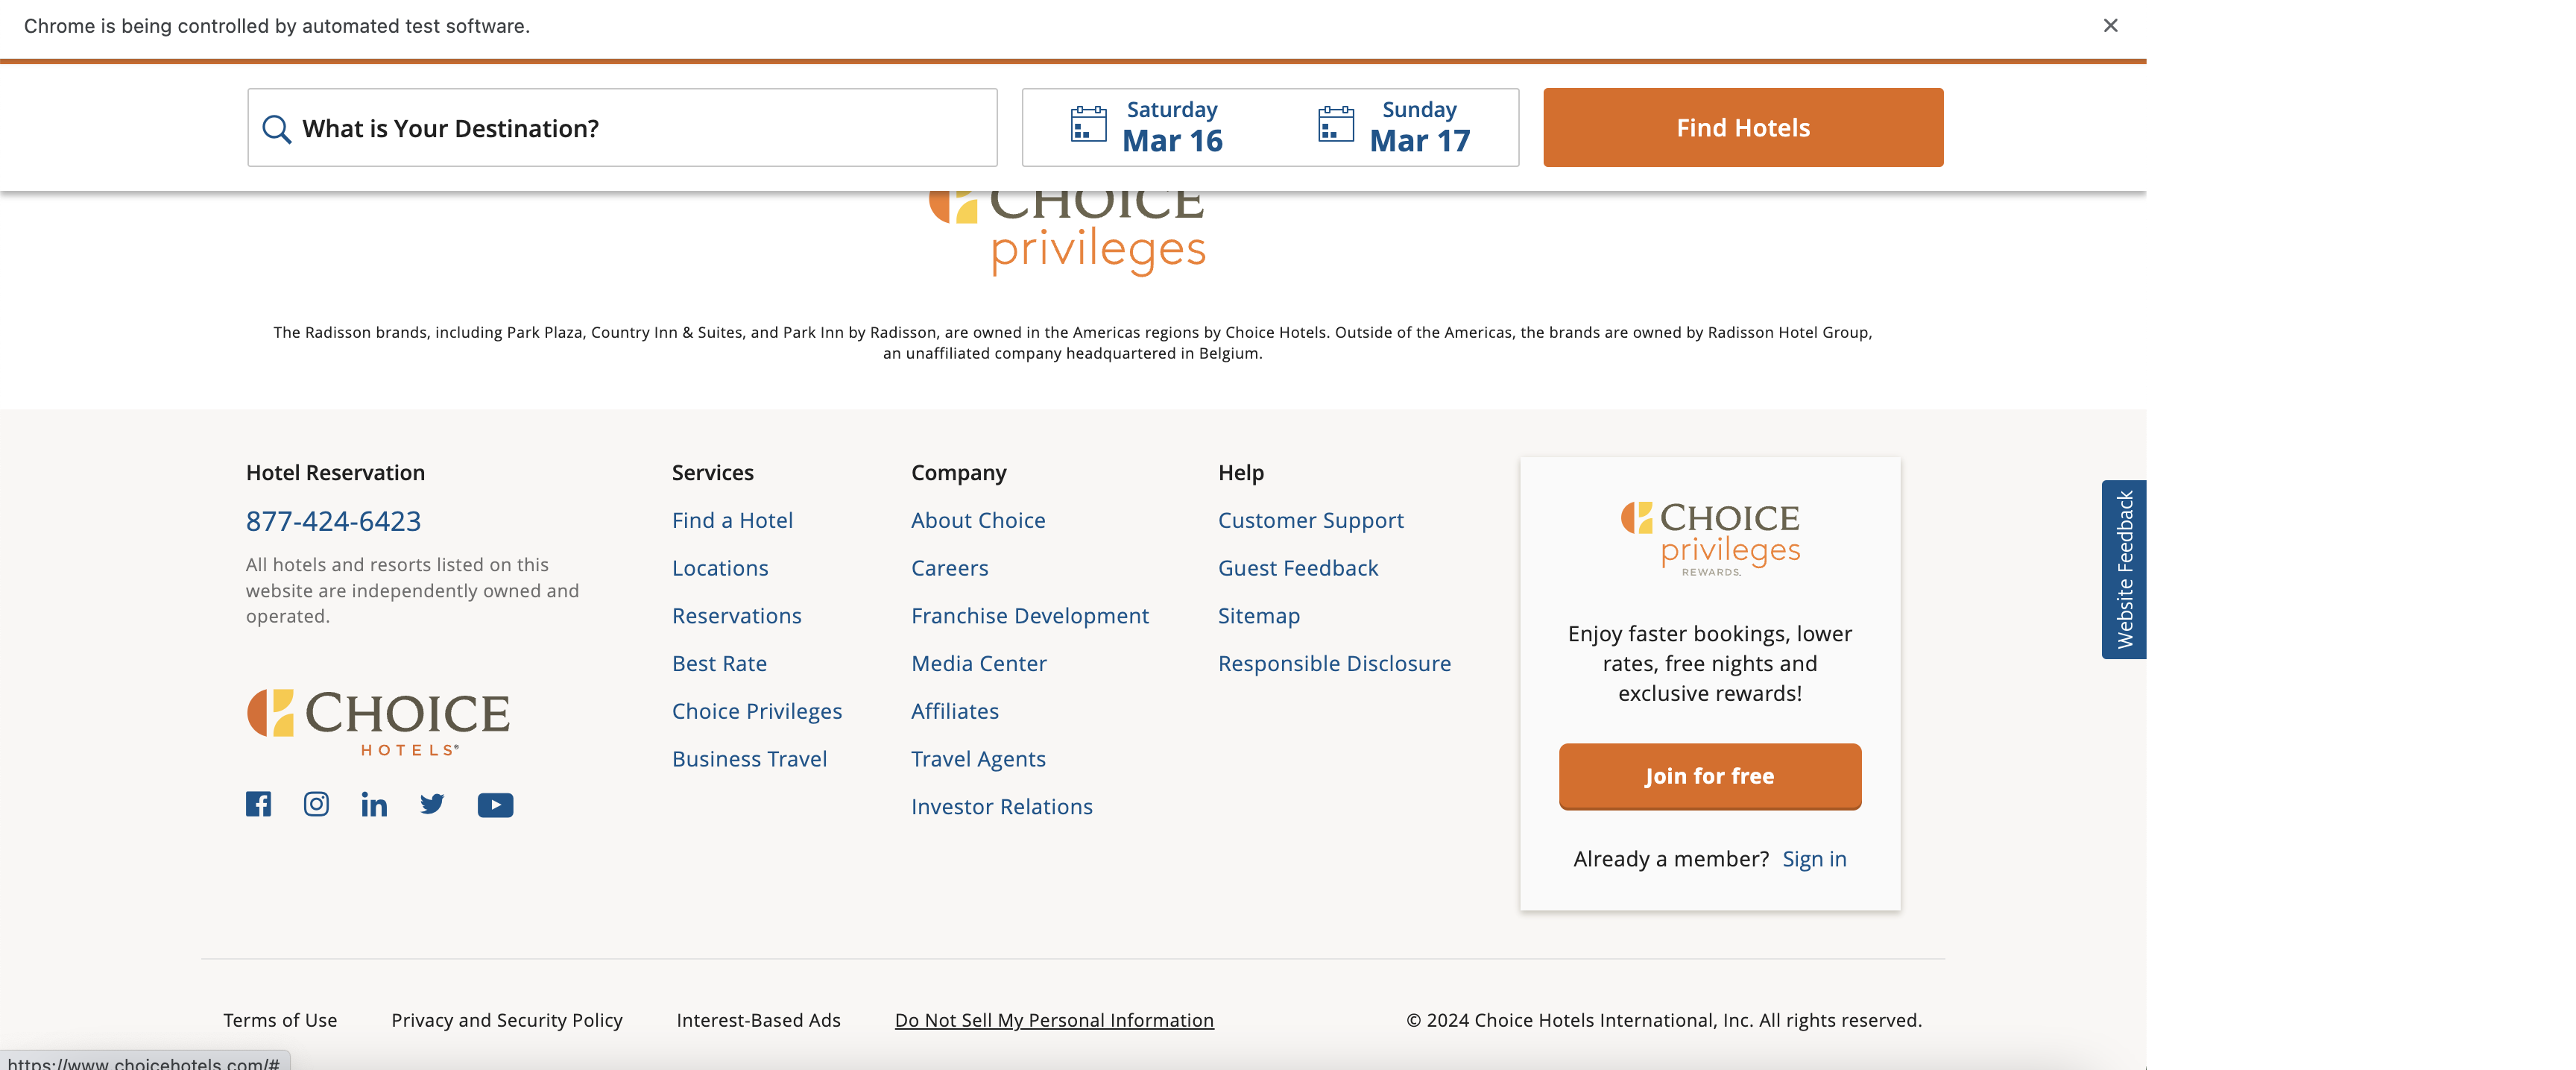 Chrome is being controlled by automated test software.
What is Your Destination?
Saturday
Mar 16
Sunday
Mar 17
Find Hotels
CHOICE
privileges
The Radisson brands, including Park Plaza, Country Inn & Suites, and Park Inn by Radisson, are owned in the Americas regions by Choice Hotels. Outside of the Americas, the brands are owned by Radisson Hotel Group,
an unaffiliated company headquartered in Belgium.
Hotel Reservation
877-424-6423
All hotels and resorts listed on this
website are independently owned and
operated.
CHOICE
HOTELS®
Services
Find a Hotel
Locations
Reservations
Best Rate
Choice Privileges
Business Travel
Company
About Choice
Careers
Franchise Development
Media Center
Affiliates
Travel Agents
Investor Relations
Help
Customer Support
Guest Feedback
Sitemap
Responsible Disclosure
CHOICE
privileges
REWARDS.
Enjoy faster bookings, lower
rates, free nights and
exclusive rewards!
Join for free
Already a member? Sign in
Website Feedback
Terms of Use
Privacy and Security Policy
Interest-Based Ads
Do Not Sell My Personal Information
© 2024 Choice Hotels International, Inc. All rights reserved.
https://www.choicehotels.com/#